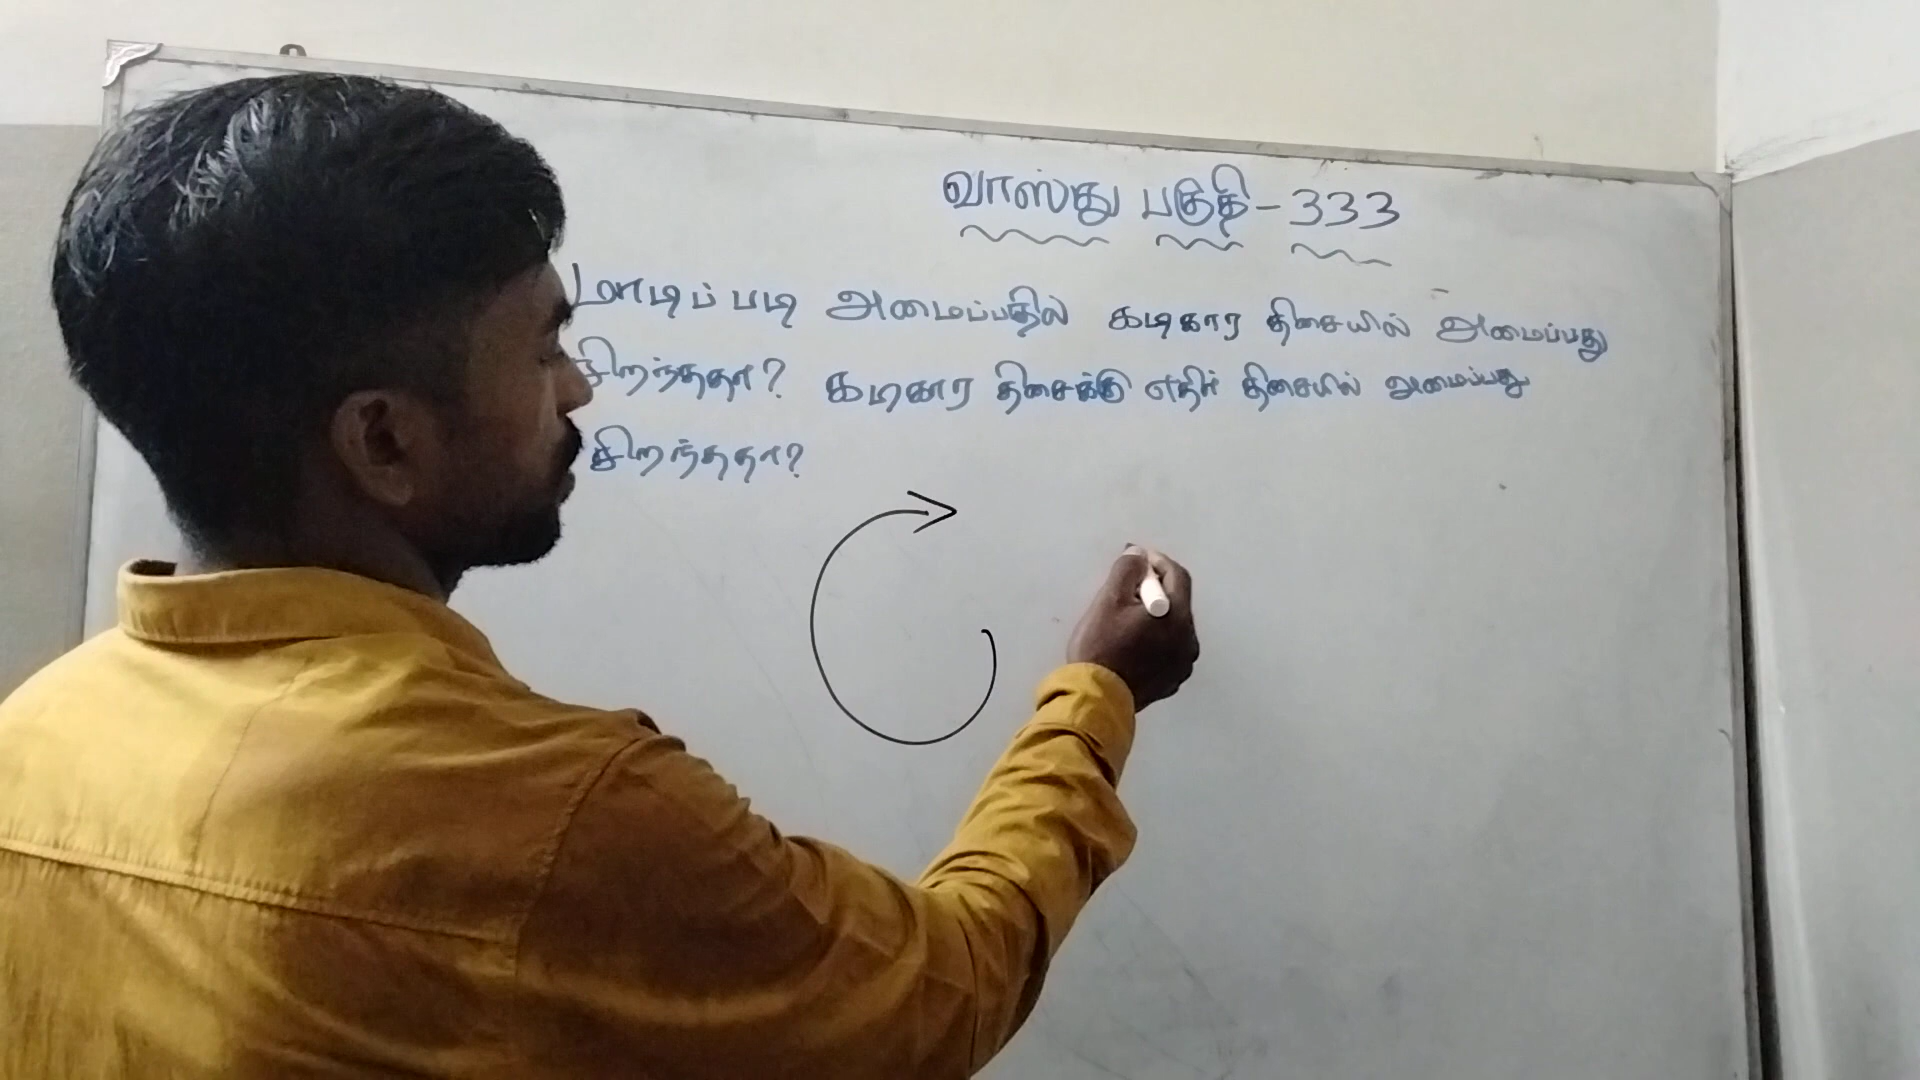 வாஸ்து பகுதி - 333
மாடிப்படி அமைப்பதில் கடிகார திசையில் அமைப்பது
சிறந்ததா? கடிகார திசைக்கு எதிர் திசையில் அமைப்பது
சிறந்ததா?